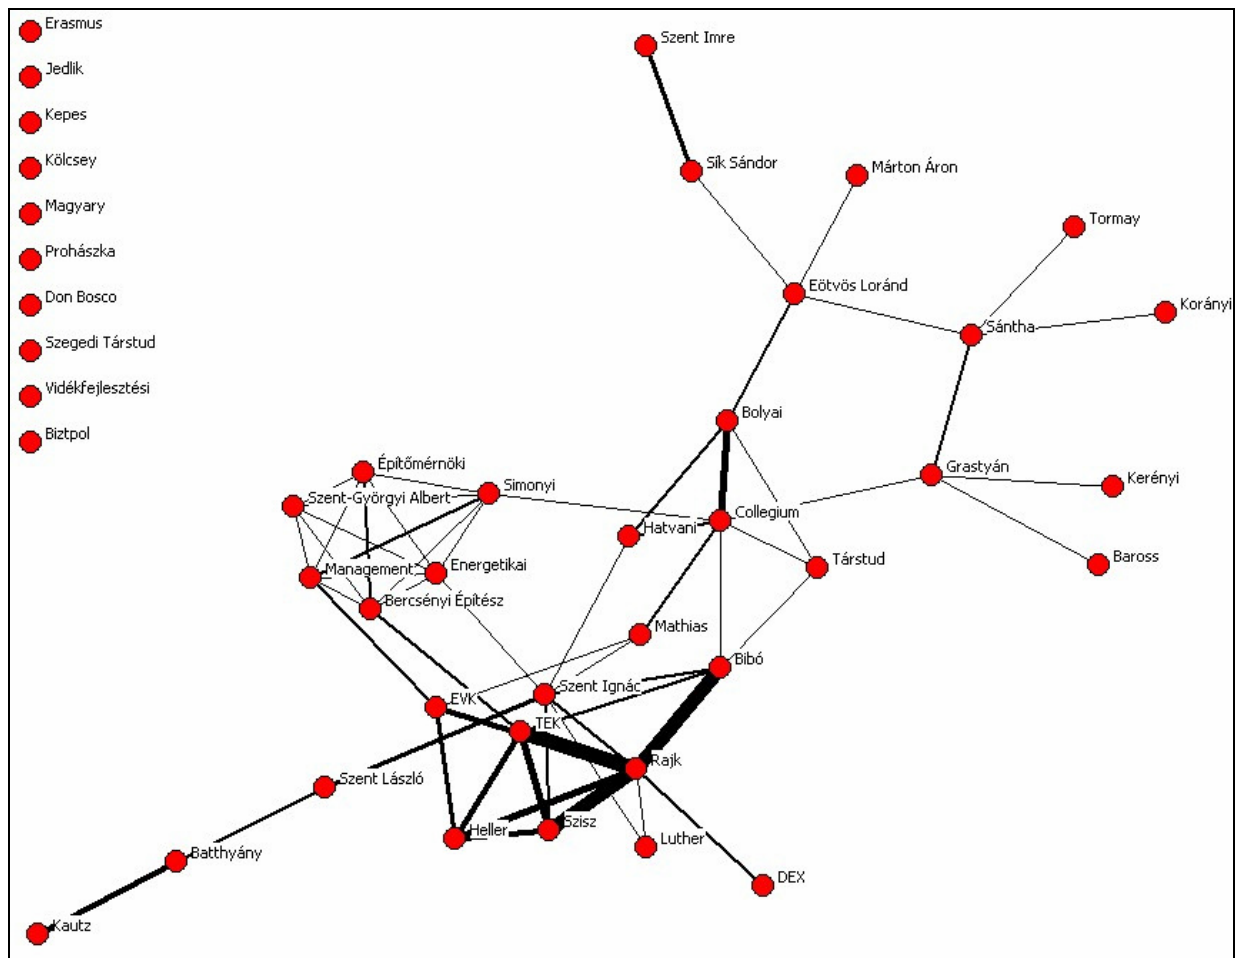 Erasmus
Jedlik
Kepes
Kölcsey
Magyary
Prohászka
Don Bosco
Szegedi Társtud
Vidékfejlesztési
Biztpol
Szent Imre
Sík Sándor
Márton Áron
Tormay
Eötvös Loránd
Korányi
Sántha
Bolyai
Építőmérnöki
Grastyán
Simonyi
Kerényi
Szent-Györgyi Albert
Collegium
Hatvani
Társtud
Baross
Energetikai
Management
Bercsényi Építész
Mathias
Bibó
Szent Ignác
EVK
TEK
Rajk
Szent László
Szisz
Heller
Luther
Batthyány
DEX
Kautz